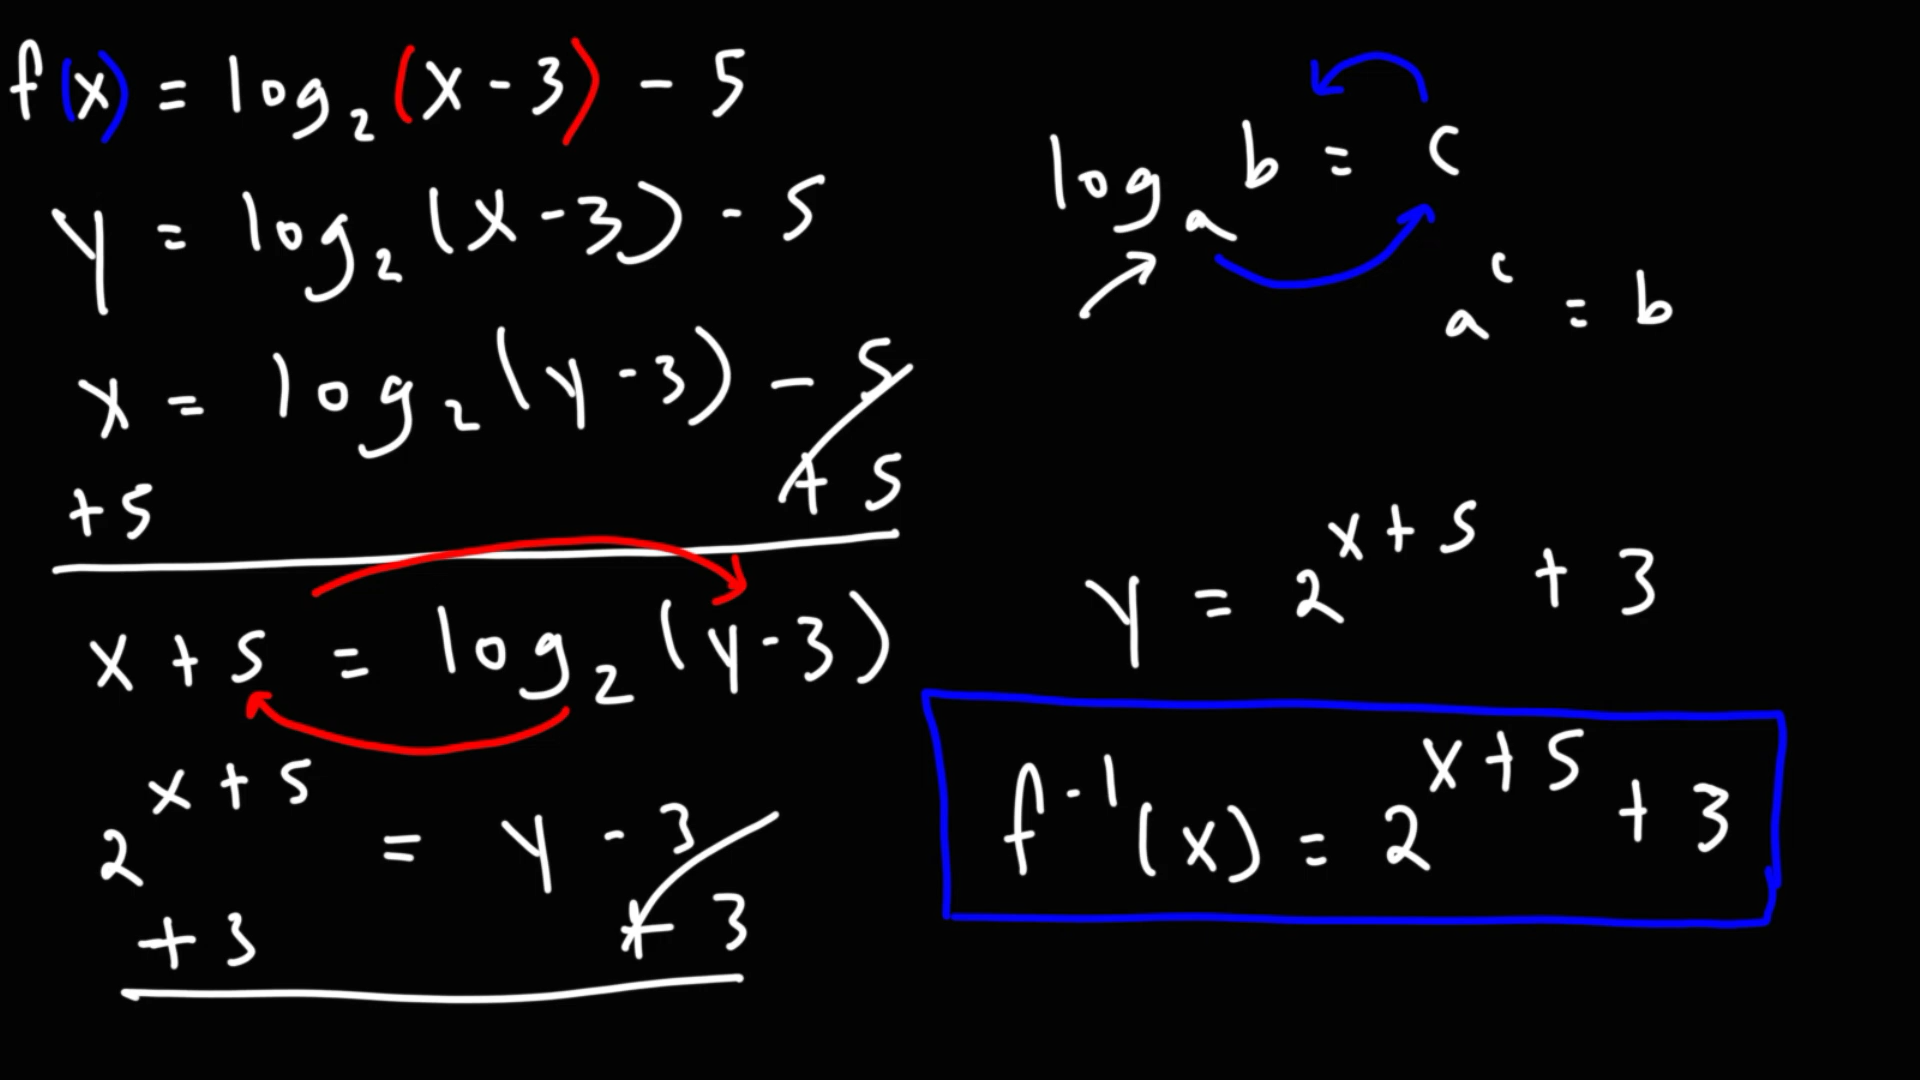 f(x) = log₂(x-3) - 5
y = log₂(x-3) - 5
x = log₂(y-3) - 5
+5 + 5
x+5 = log₂(y-3)
2^(x+5) = y - 3
+3 + 3
logₐ b = c
a^c = b
y = 2^(x+5) + 3
f⁻¹(x) = 2^(x+5) + 3